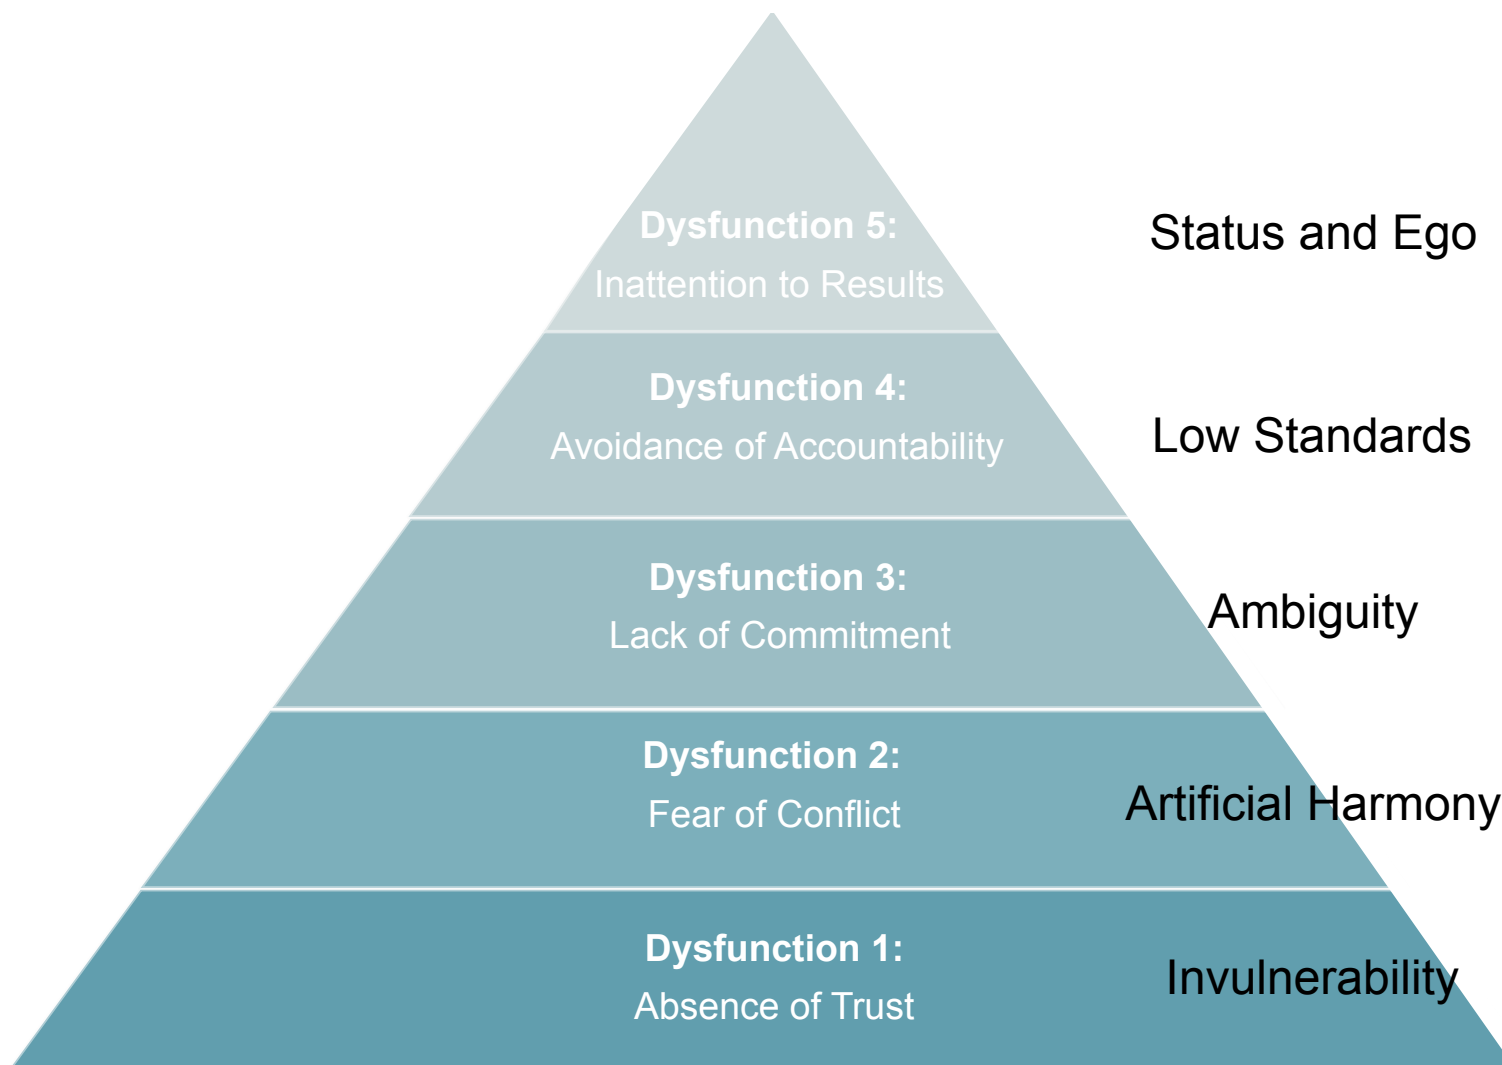 Dysfunction 5:
Inattention to Results
Status and Ego
Dysfunction 4:
Avoidance of Accountability
Low Standards
Dysfunction 3:
Lack of Commitment
Ambiguity
Dysfunction 2:
Fear of Conflict
Artificial Harmony
Dysfunction 1:
Absence of Trust
Invulnerability